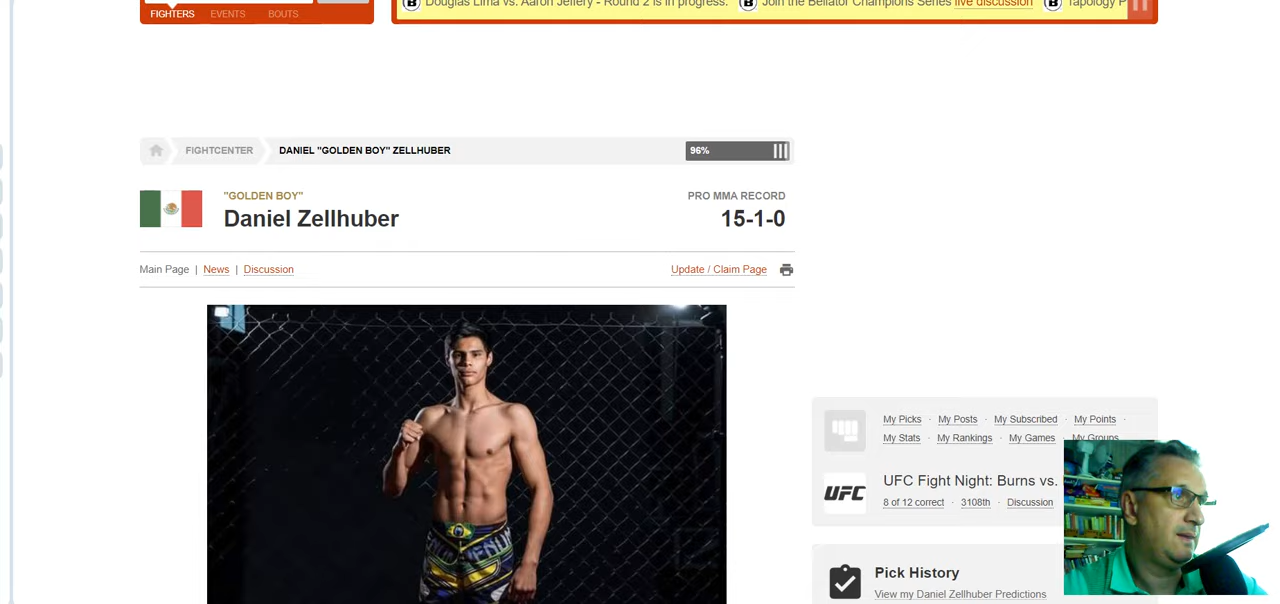 Douglas Lima vs. Aaron Jeffery - Round 2 is in progress. Join the Bellator Champions Series live discussion Tapology P
FIGHTERS EVENTS BOUTS
FIGHTCENTER DANIEL "GOLDEN BOY" ZELLHUBER 96%
"GOLDEN BOY" PRO MMA RECORD
Daniel Zellhuber 15-1-0
Main Page | News | Discussion Update / Claim Page
My Picks · My Posts · My Subscribed · My Points ·
My Stats · My Rankings · My Games · My Groups
UFC UFC Fight Night: Burns vs.
8 of 12 correct · 3108th · Discussion
Pick History
View my Daniel Zellhuber Predictions